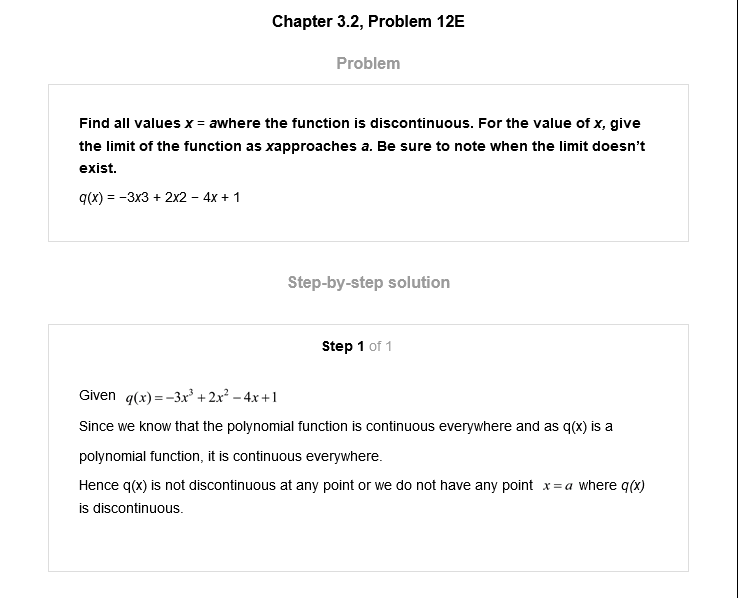 Chapter 3.2, Problem 12E
Problem
Find all values x = awhere the function is discontinuous. For the value of x, give
the limit of the function as xapproaches a. Be sure to note when the limit doesn’t
exist.
q(x) = −3x3 + 2x2 − 4x + 1
Step-by-step solution
Step 1 of 1
Given q(x) = −3x³ + 2x² − 4x + 1
Since we know that the polynomial function is continuous everywhere and as q(x) is a
polynomial function, it is continuous everywhere.
Hence q(x) is not discontinuous at any point or we do not have any point x = a where q(x)
is discontinuous.